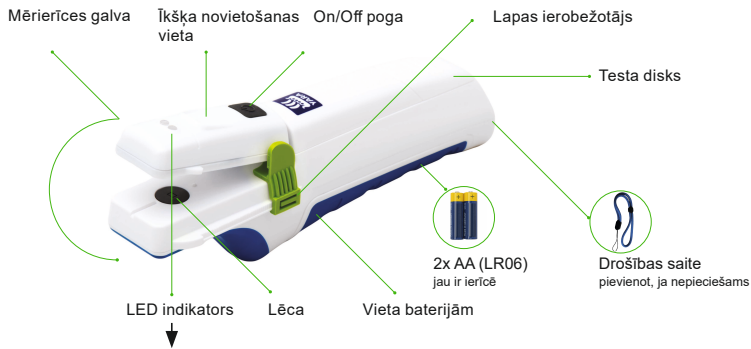 Mērierīces galva
Īkšķa novietošanas
vieta
On/Off poga
Lapas ierobežotājs
Testa disks
YARA
2x AA (LR06)
jau ir ierīcē
Drošības saite
pievienot, ja nepieciešams
LED indikators
Lēca
Vieta baterijām